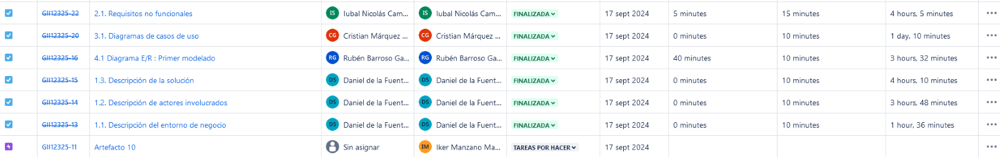 GII12325-22 2.1. Requisitos no funcionales IS Iubal Nicolás Cam... IS Iubal Nicolás Cam... FINALIZADA 17 sept 2024 5 minutes 15 minutes 4 hours, 5 minutes
GII12325-20 3.1. Diagramas de casos de uso CG Cristian Márquez ... CG Cristian Márquez ... FINALIZADA 17 sept 2024 0 minutes 10 minutes 1 day, 10 minutes
GII12325-16 4.1 Diagrama E/R : Primer modelado RG Rubén Barroso Ga... RG Rubén Barroso Ga... FINALIZADA 17 sept 2024 40 minutes 10 minutes 3 hours, 32 minutes
GII12325-15 1.3. Descripción de la solución DS Daniel de la Fuent... DS Daniel de la Fuent... FINALIZADA 17 sept 2024 0 minutes 10 minutes 4 hours, 10 minutes
GII12325-14 1.2. Descripción de actores involucrados DS Daniel de la Fuent... DS Daniel de la Fuent... FINALIZADA 17 sept 2024 0 minutes 10 minutes 3 hours, 48 minutes
GII12325-13 1.1. Descripción del entorno de negocio DS Daniel de la Fuent... DS Daniel de la Fuent... FINALIZADA 17 sept 2024 0 minutes 10 minutes 1 hour, 36 minutes
GII12325-11 Artefacto 10 Sin asignar IM Iker Manzano Ma... TAREAS POR HACER 17 sept 2024